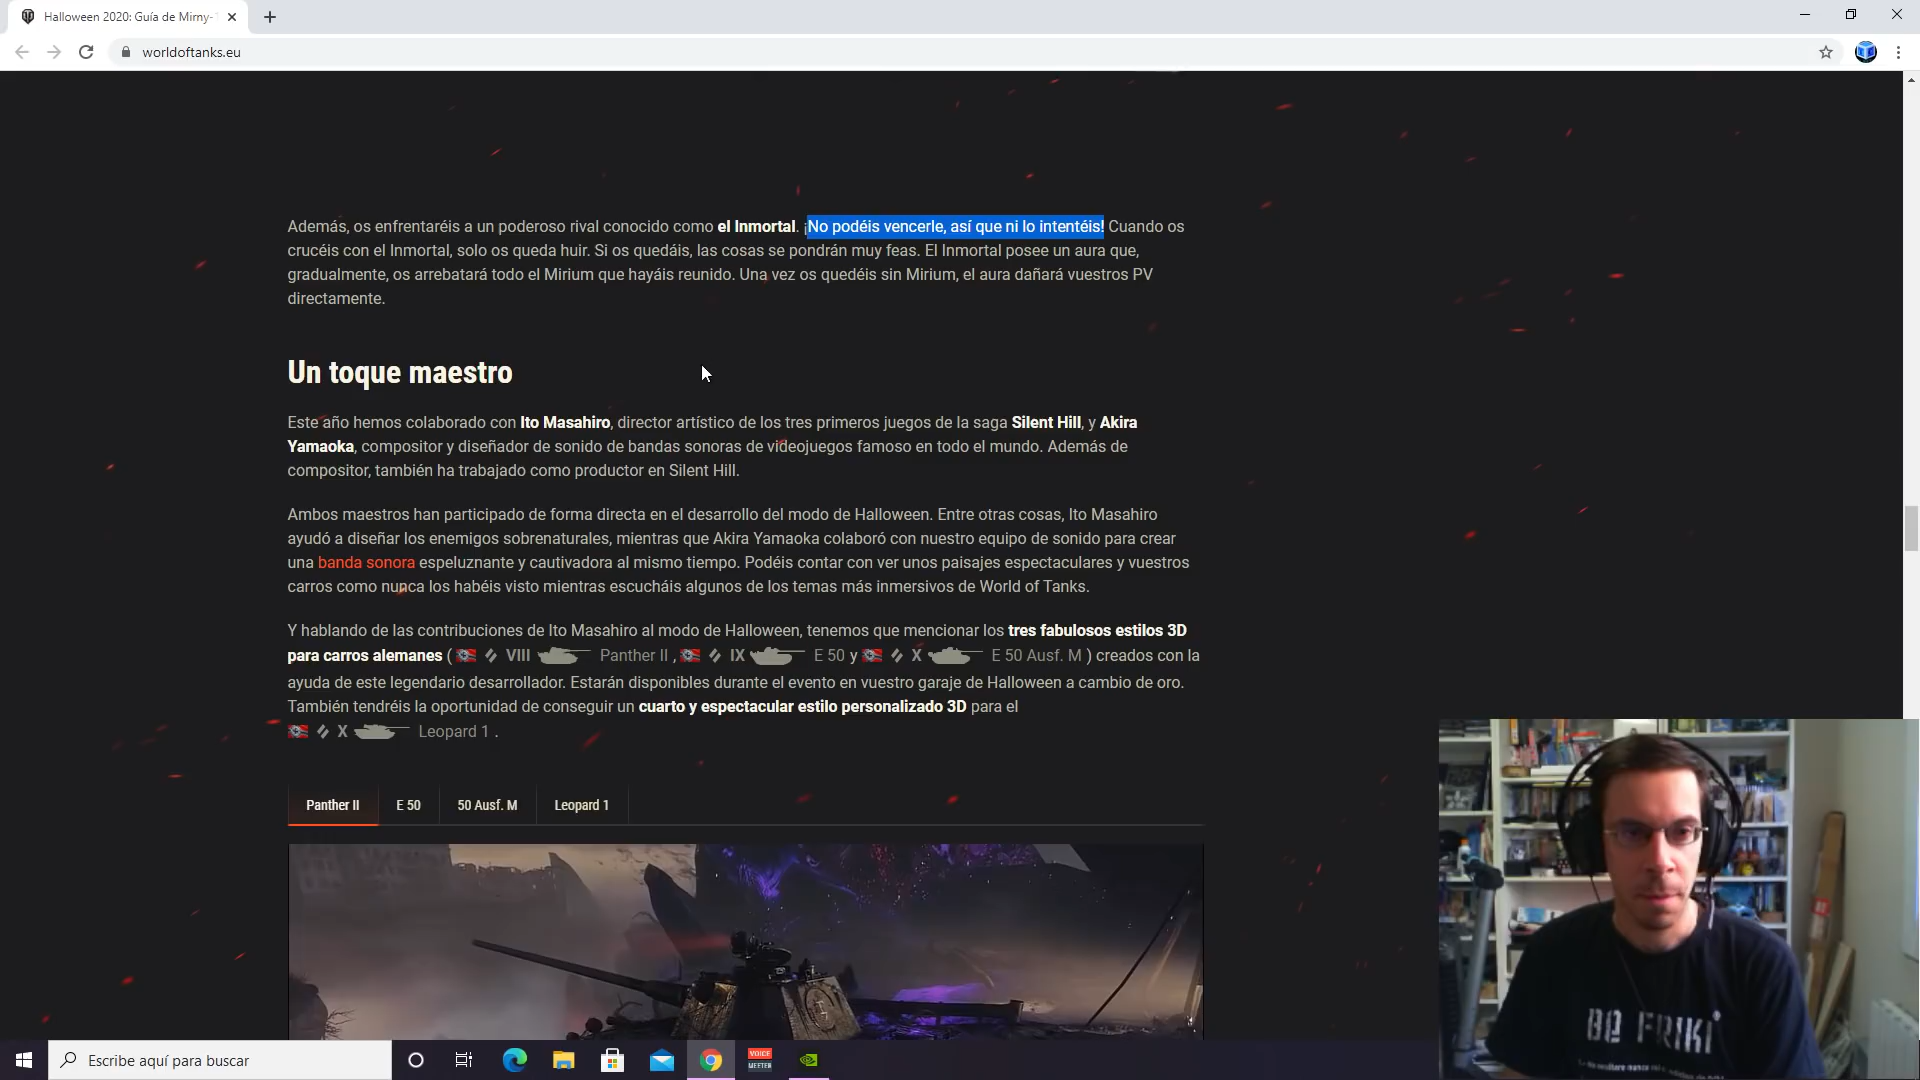 Halloween 2020: Guía de Mirny-
worldoftanks.eu
Además, os enfrentaréis a un poderoso rival conocido como el Inmortal. ¡No podéis vencerle, así que ni lo intentéis! Cuando os
crucéis con el Inmortal, solo os queda huir. Si os quedáis, las cosas se pondrán muy feas. El Inmortal posee un aura que,
gradualmente, os arrebatará todo el Mirium que hayáis reunido. Una vez os quedéis sin Mirium, el aura dañará vuestros PV
directamente.
Un toque maestro
Este año hemos colaborado con Ito Masahiro, director artístico de los tres primeros juegos de la saga Silent Hill, y Akira
Yamaoka, compositor y diseñador de sonido de bandas sonoras de videojuegos famoso en todo el mundo. Además de
compositor, también ha trabajado como productor en Silent Hill.
Ambos maestros han participado de forma directa en el desarrollo del modo de Halloween. Entre otras cosas, Ito Masahiro
ayudó a diseñar los enemigos sobrenaturales, mientras que Akira Yamaoka colaboró con nuestro equipo de sonido para crear
una banda sonora espeluznante y cautivadora al mismo tiempo. Podéis contar con ver unos paisajes espectaculares y vuestros
carros como nunca los habéis visto mientras escucháis algunos de los temas más inmersivos de World of Tanks.
Y hablando de las contribuciones de Ito Masahiro al modo de Halloween, tenemos que mencionar los tres fabulosos estilos 3D
para carros alemanes ( VIII Panther II , IX E 50 y X E 50 Ausf. M ) creados con la
ayuda de este legendario desarrollador. Estarán disponibles durante el evento en vuestro garaje de Halloween a cambio de oro.
También tendréis la oportunidad de conseguir un cuarto y espectacular estilo personalizado 3D para el
X Leopard 1 .
Panther II E 50 50 Ausf. M Leopard 1
BE FRIKI
Escribe aquí para buscar
VOICE
MEETER